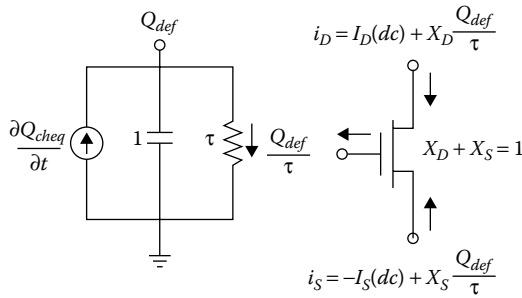 Q_def
∂Q_cheq/∂t
1
τ
Q_def/τ
i_D = I_D(dc) + X_D Q_def/τ
X_D + X_S = 1
i_S = –I_S(dc) + X_S Q_def/τ